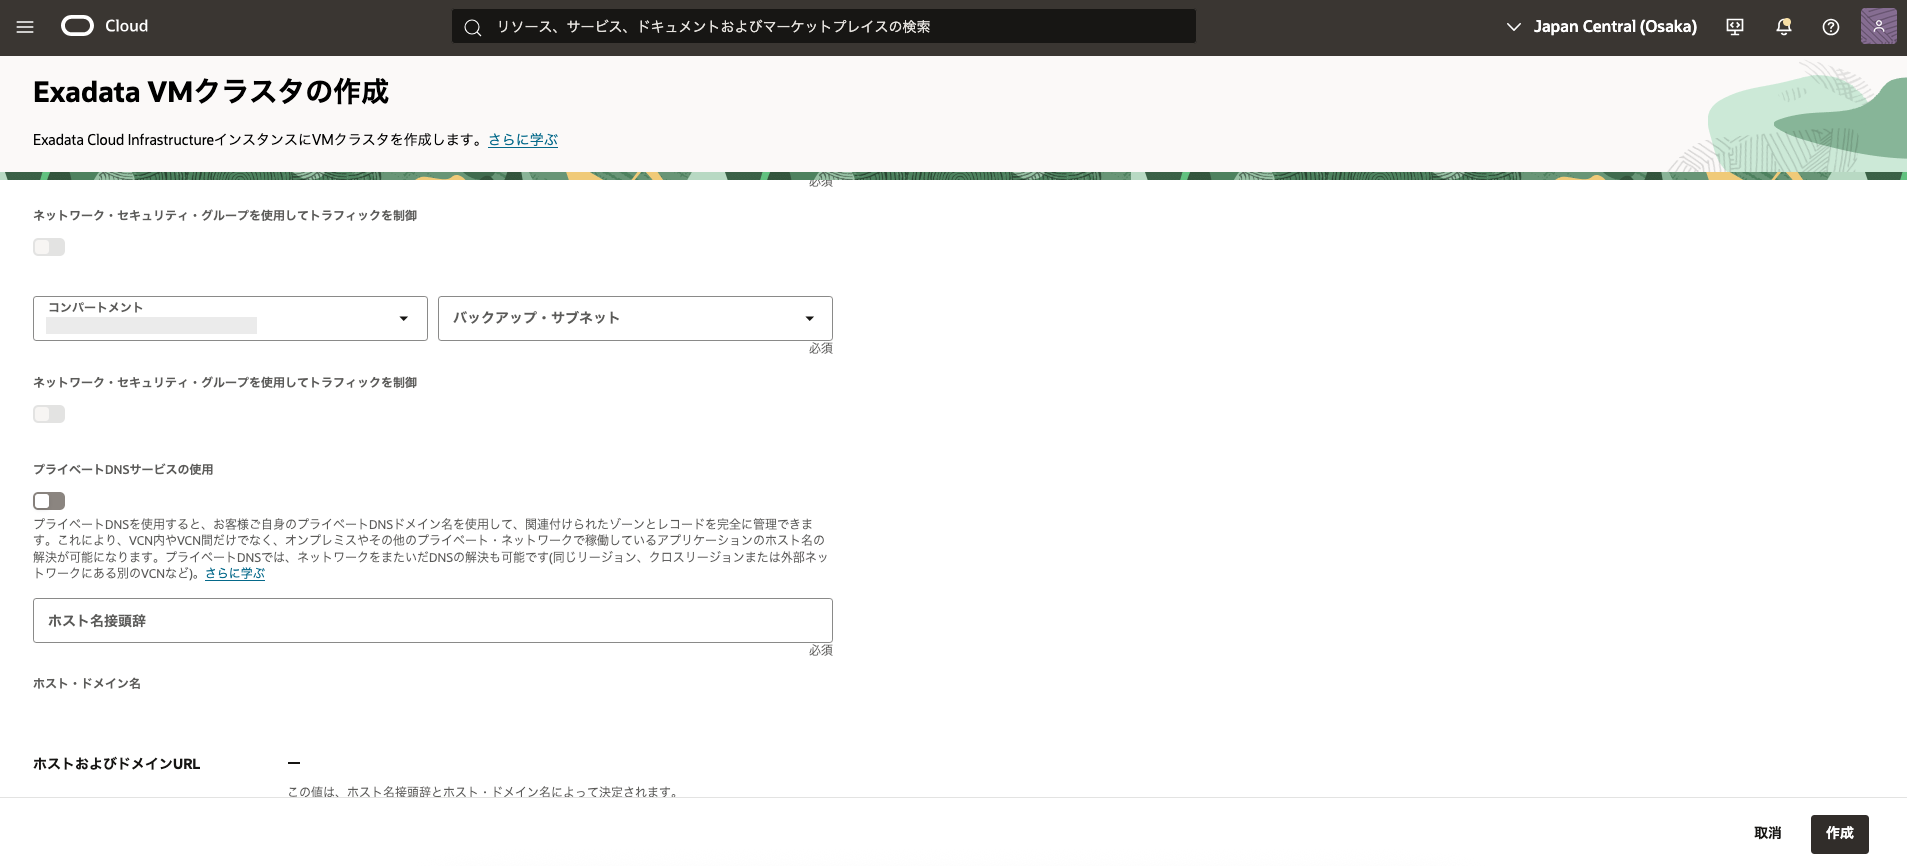 Cloud
リソース、サービス、ドキュメントおよびマーケットプレイスの検索
Japan Central (Osaka)
Exadata VMクラスタの作成
Exadata Cloud InfrastructureインスタンスにVMクラスタを作成します。さらに学ぶ
必須
ネットワーク・セキュリティ・グループを使用してトラフィックを制御
コンパートメント
バックアップ・サブネット
必須
ネットワーク・セキュリティ・グループを使用してトラフィックを制御
プライベートDNSサービスの使用
プライベートDNSを使用すると、お客様ご自身のプライベートDNSドメイン名を使用して、関連付けられたゾーンとレコードを完全に管理できま
す。これにより、VCN内やVCN間だけでなく、オンプレミスやその他のプライベート・ネットワークで稼働しているアプリケーションのホスト名の
解決が可能になります。プライベートDNSでは、ネットワークをまたいだDNSの解決も可能です(同じリージョン、クロスリージョンまたは外部ネッ
トワークにある別のVCNなど)。さらに学ぶ
ホスト名接頭辞
必須
ホスト・ドメイン名
ホストおよびドメインURL
—
この値は、ホスト名接頭辞とホスト・ドメイン名によって決定されます。
取消
作成